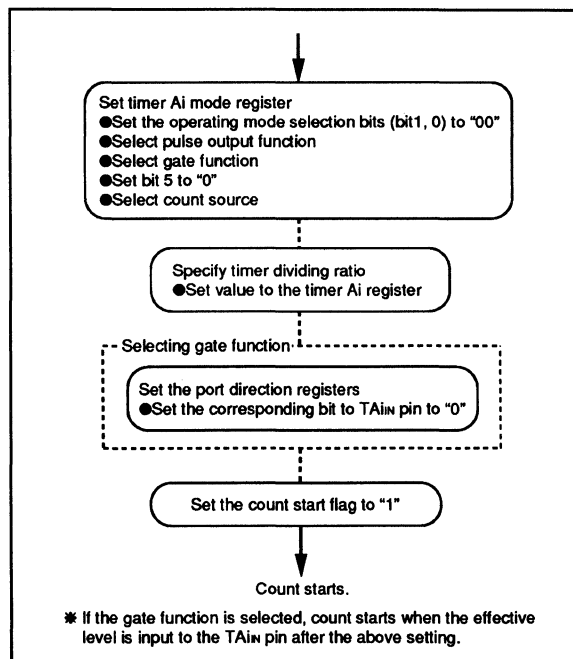 Set timer Ai mode register
●Set the operating mode selection bits (bit1, 0) to “00”
●Select pulse output function
●Select gate function
●Set bit 5 to “0”
●Select count source
Specify timer dividing ratio
●Set value to the timer Ai register
Selecting gate function
Set the port direction registers
●Set the corresponding bit to TAiIN pin to “0”
Set the count start flag to “1”
Count starts.
✱ If the gate function is selected, count starts when the effective
level is input to the TAiIN pin after the above setting.